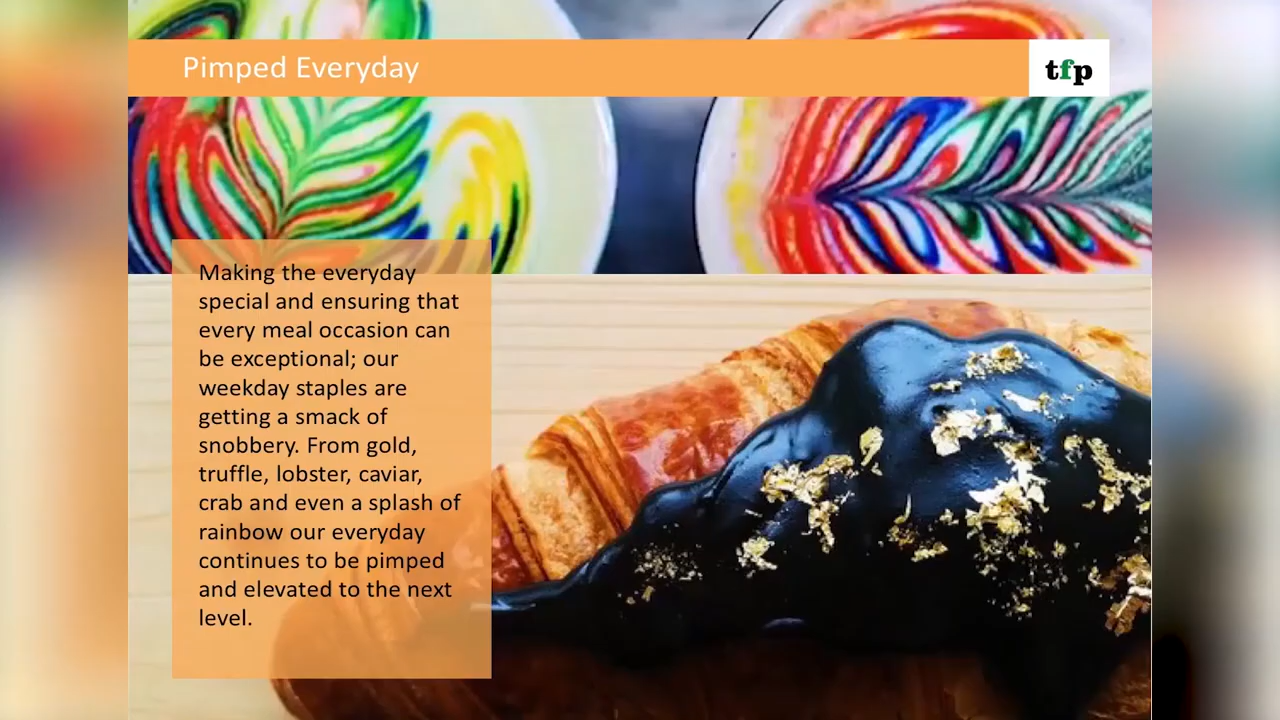 Pimped Everyday
tfp
Making the everyday
special and ensuring that
every meal occasion can
be exceptional; our
weekday staples are
getting a smack of
snobbery. From gold,
truffle, lobster, caviar,
crab and even a splash of
rainbow our everyday
continues to be pimped
and elevated to the next
level.